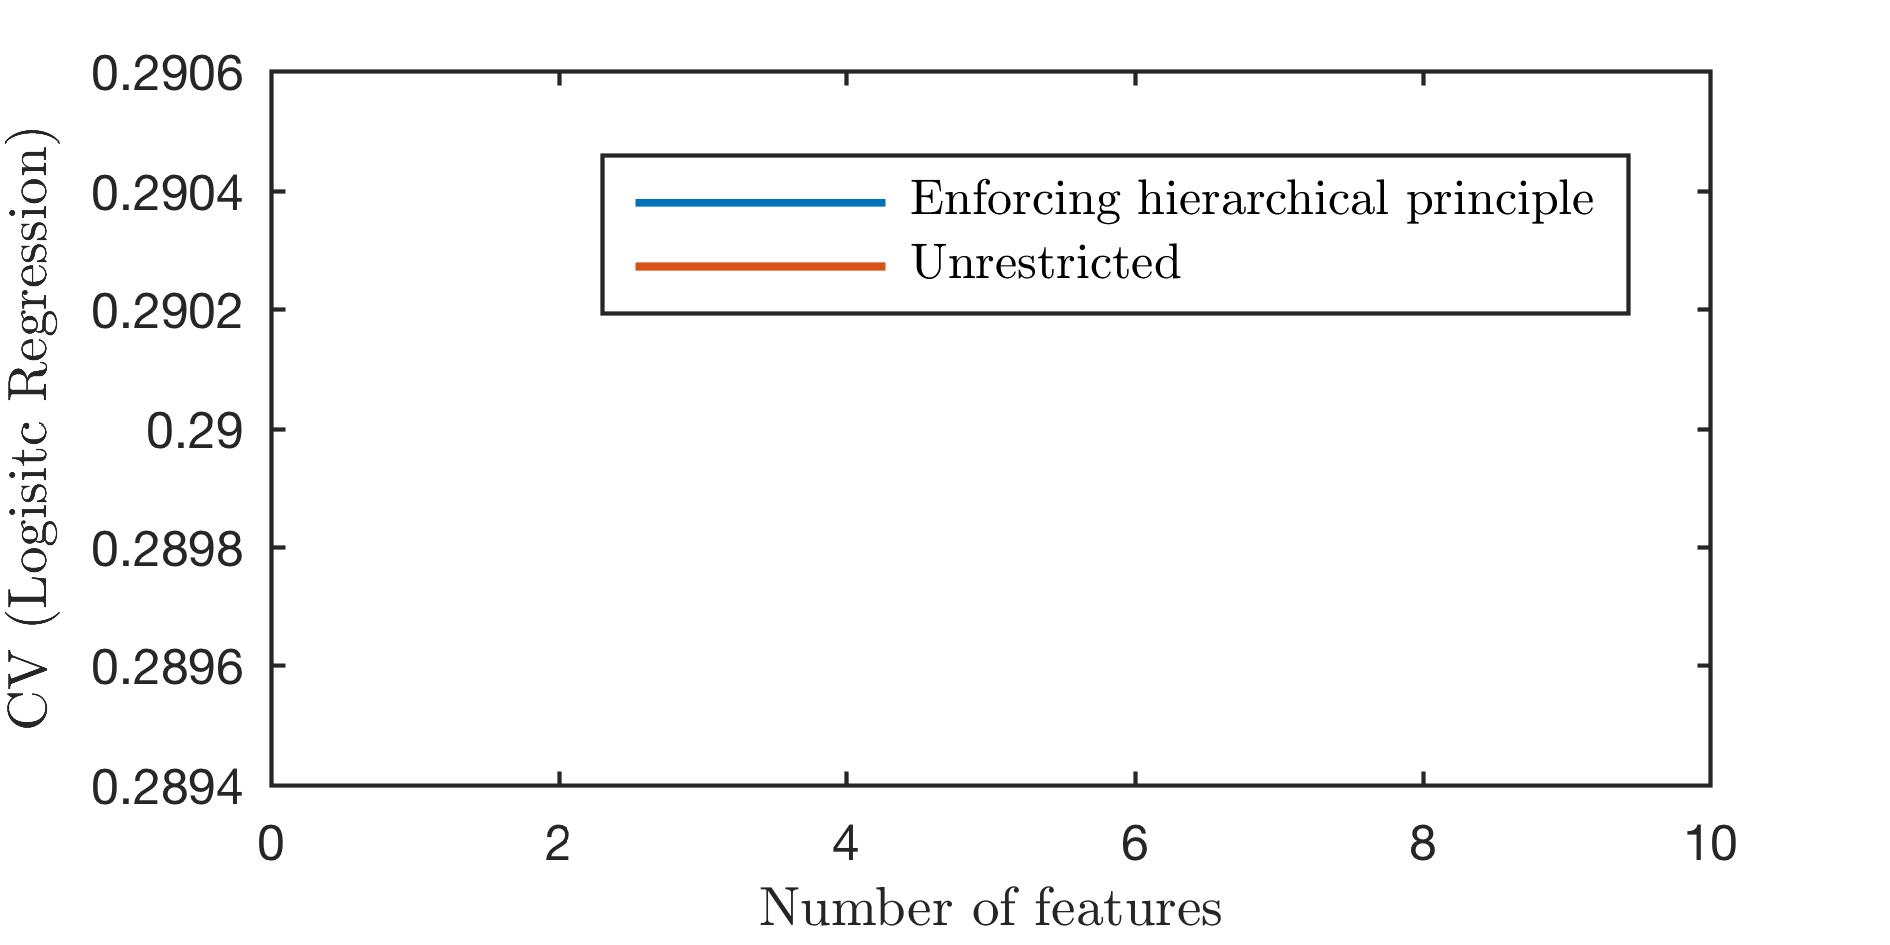 0.2906
0.2904
0.2902
0.29
0.2898
0.2896
0.2894
CV (Logisitc Regression)
Enforcing hierarchical principle
Unrestricted
0 2 4 6 8 10
Number of features